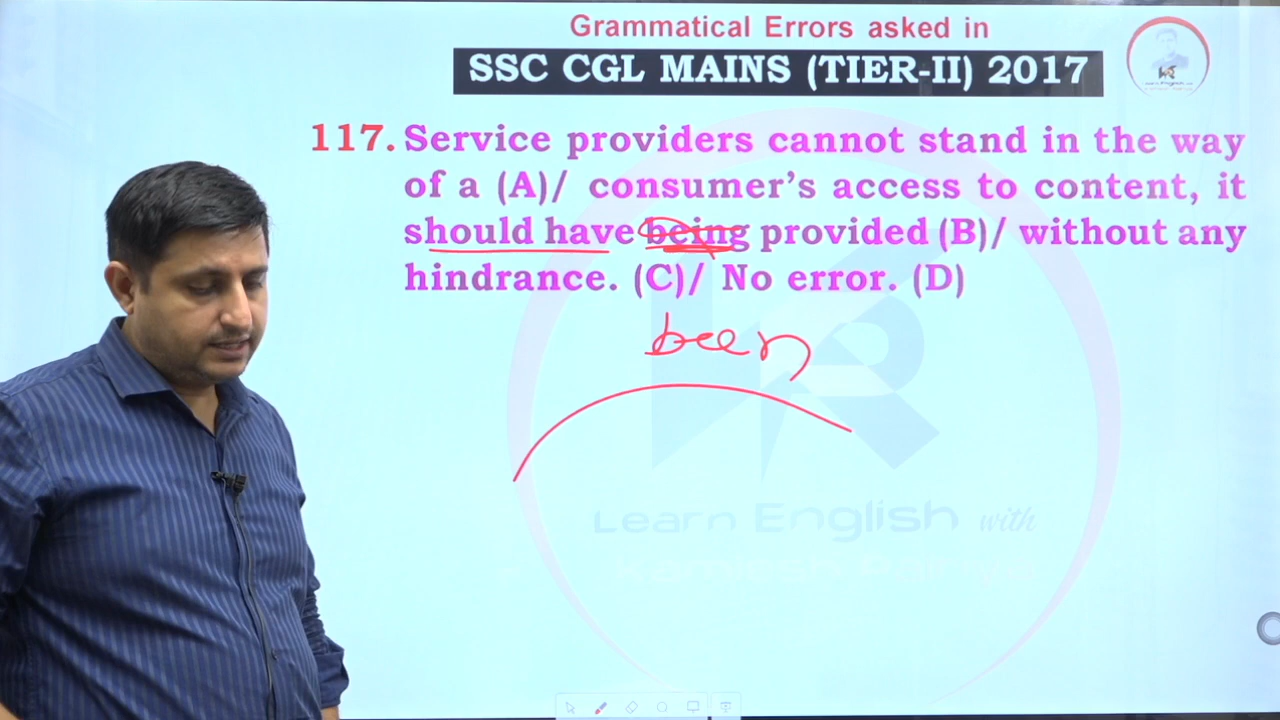 Grammatical Errors asked in
SSC CGL MAINS (TIER-II) 2017
117. Service providers cannot stand in the way
of a (A)/ consumer's access to content, it
should have being provided (B)/ without any
hindrance. (C)/ No error. (D)
been
Learn English with